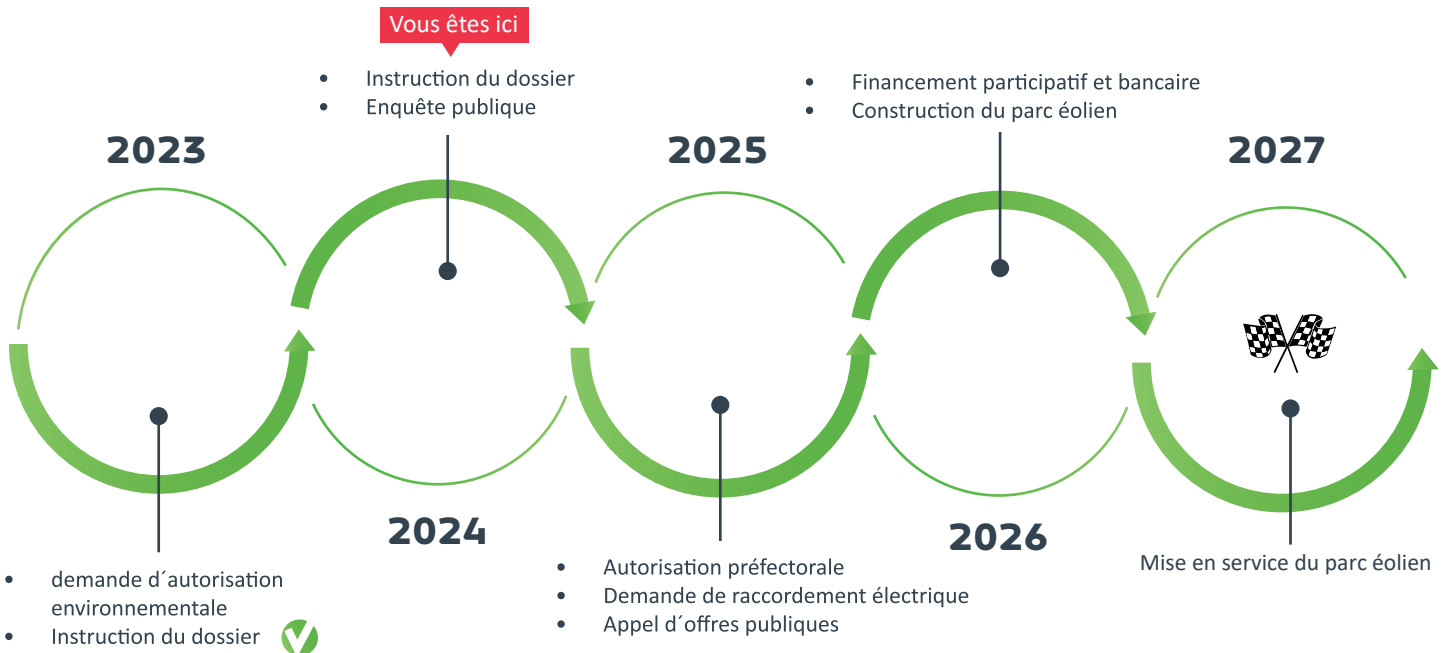 Vous êtes ici
• Instruction du dossier
• Enquête publique
• Financement participatif et bancaire
• Construction du parc éolien
2023
2025
2027
2024
2026
• demande d´autorisation
environnementale
• Instruction du dossier
• Autorisation préfectorale
• Demande de raccordement électrique
• Appel d´offres publiques
Mise en service du parc éolien